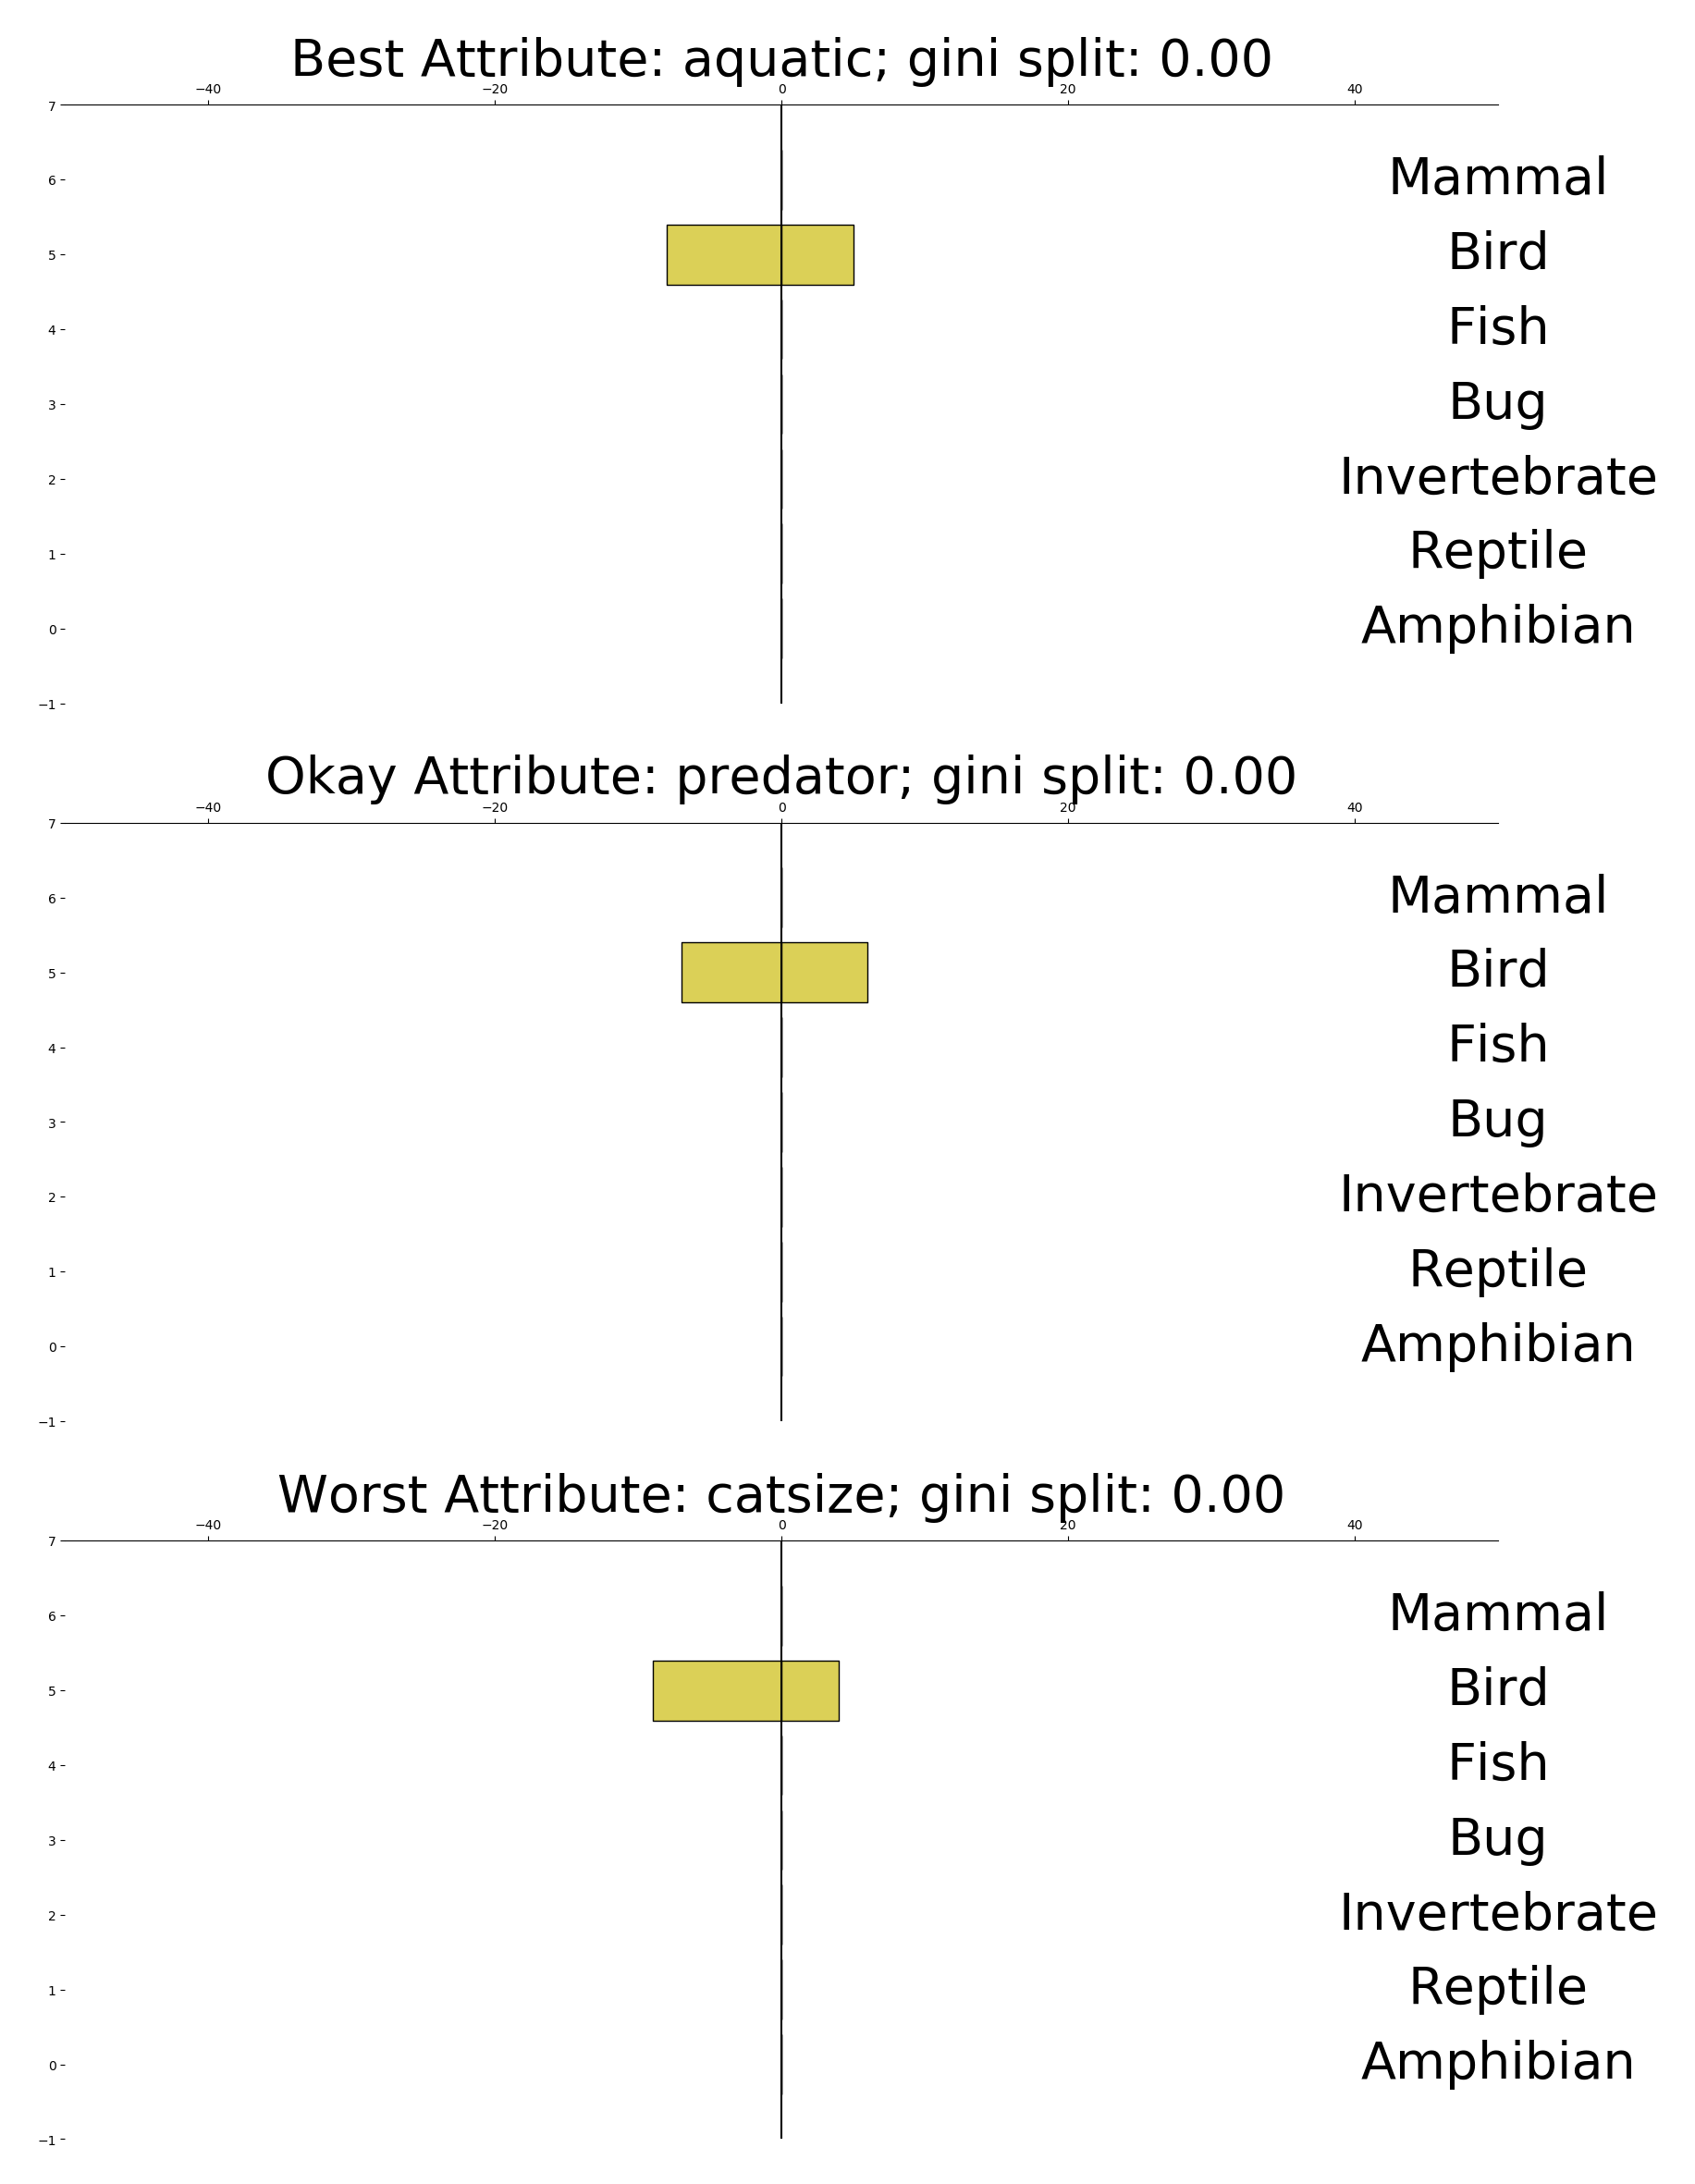 Best Attribute: aquatic; gini split: 0.00
−40 −20 0 20 40
7
6 Mammal
5 Bird
4 Fish
3 Bug
2 Invertebrate
1 Reptile
0 Amphibian
−1
Okay Attribute: predator; gini split: 0.00
−40 −20 0 20 40
7
6 Mammal
5 Bird
4 Fish
3 Bug
2 Invertebrate
1 Reptile
0 Amphibian
−1
Worst Attribute: catsize; gini split: 0.00
−40 −20 0 20 40
7
6 Mammal
5 Bird
4 Fish
3 Bug
2 Invertebrate
1 Reptile
0 Amphibian
−1